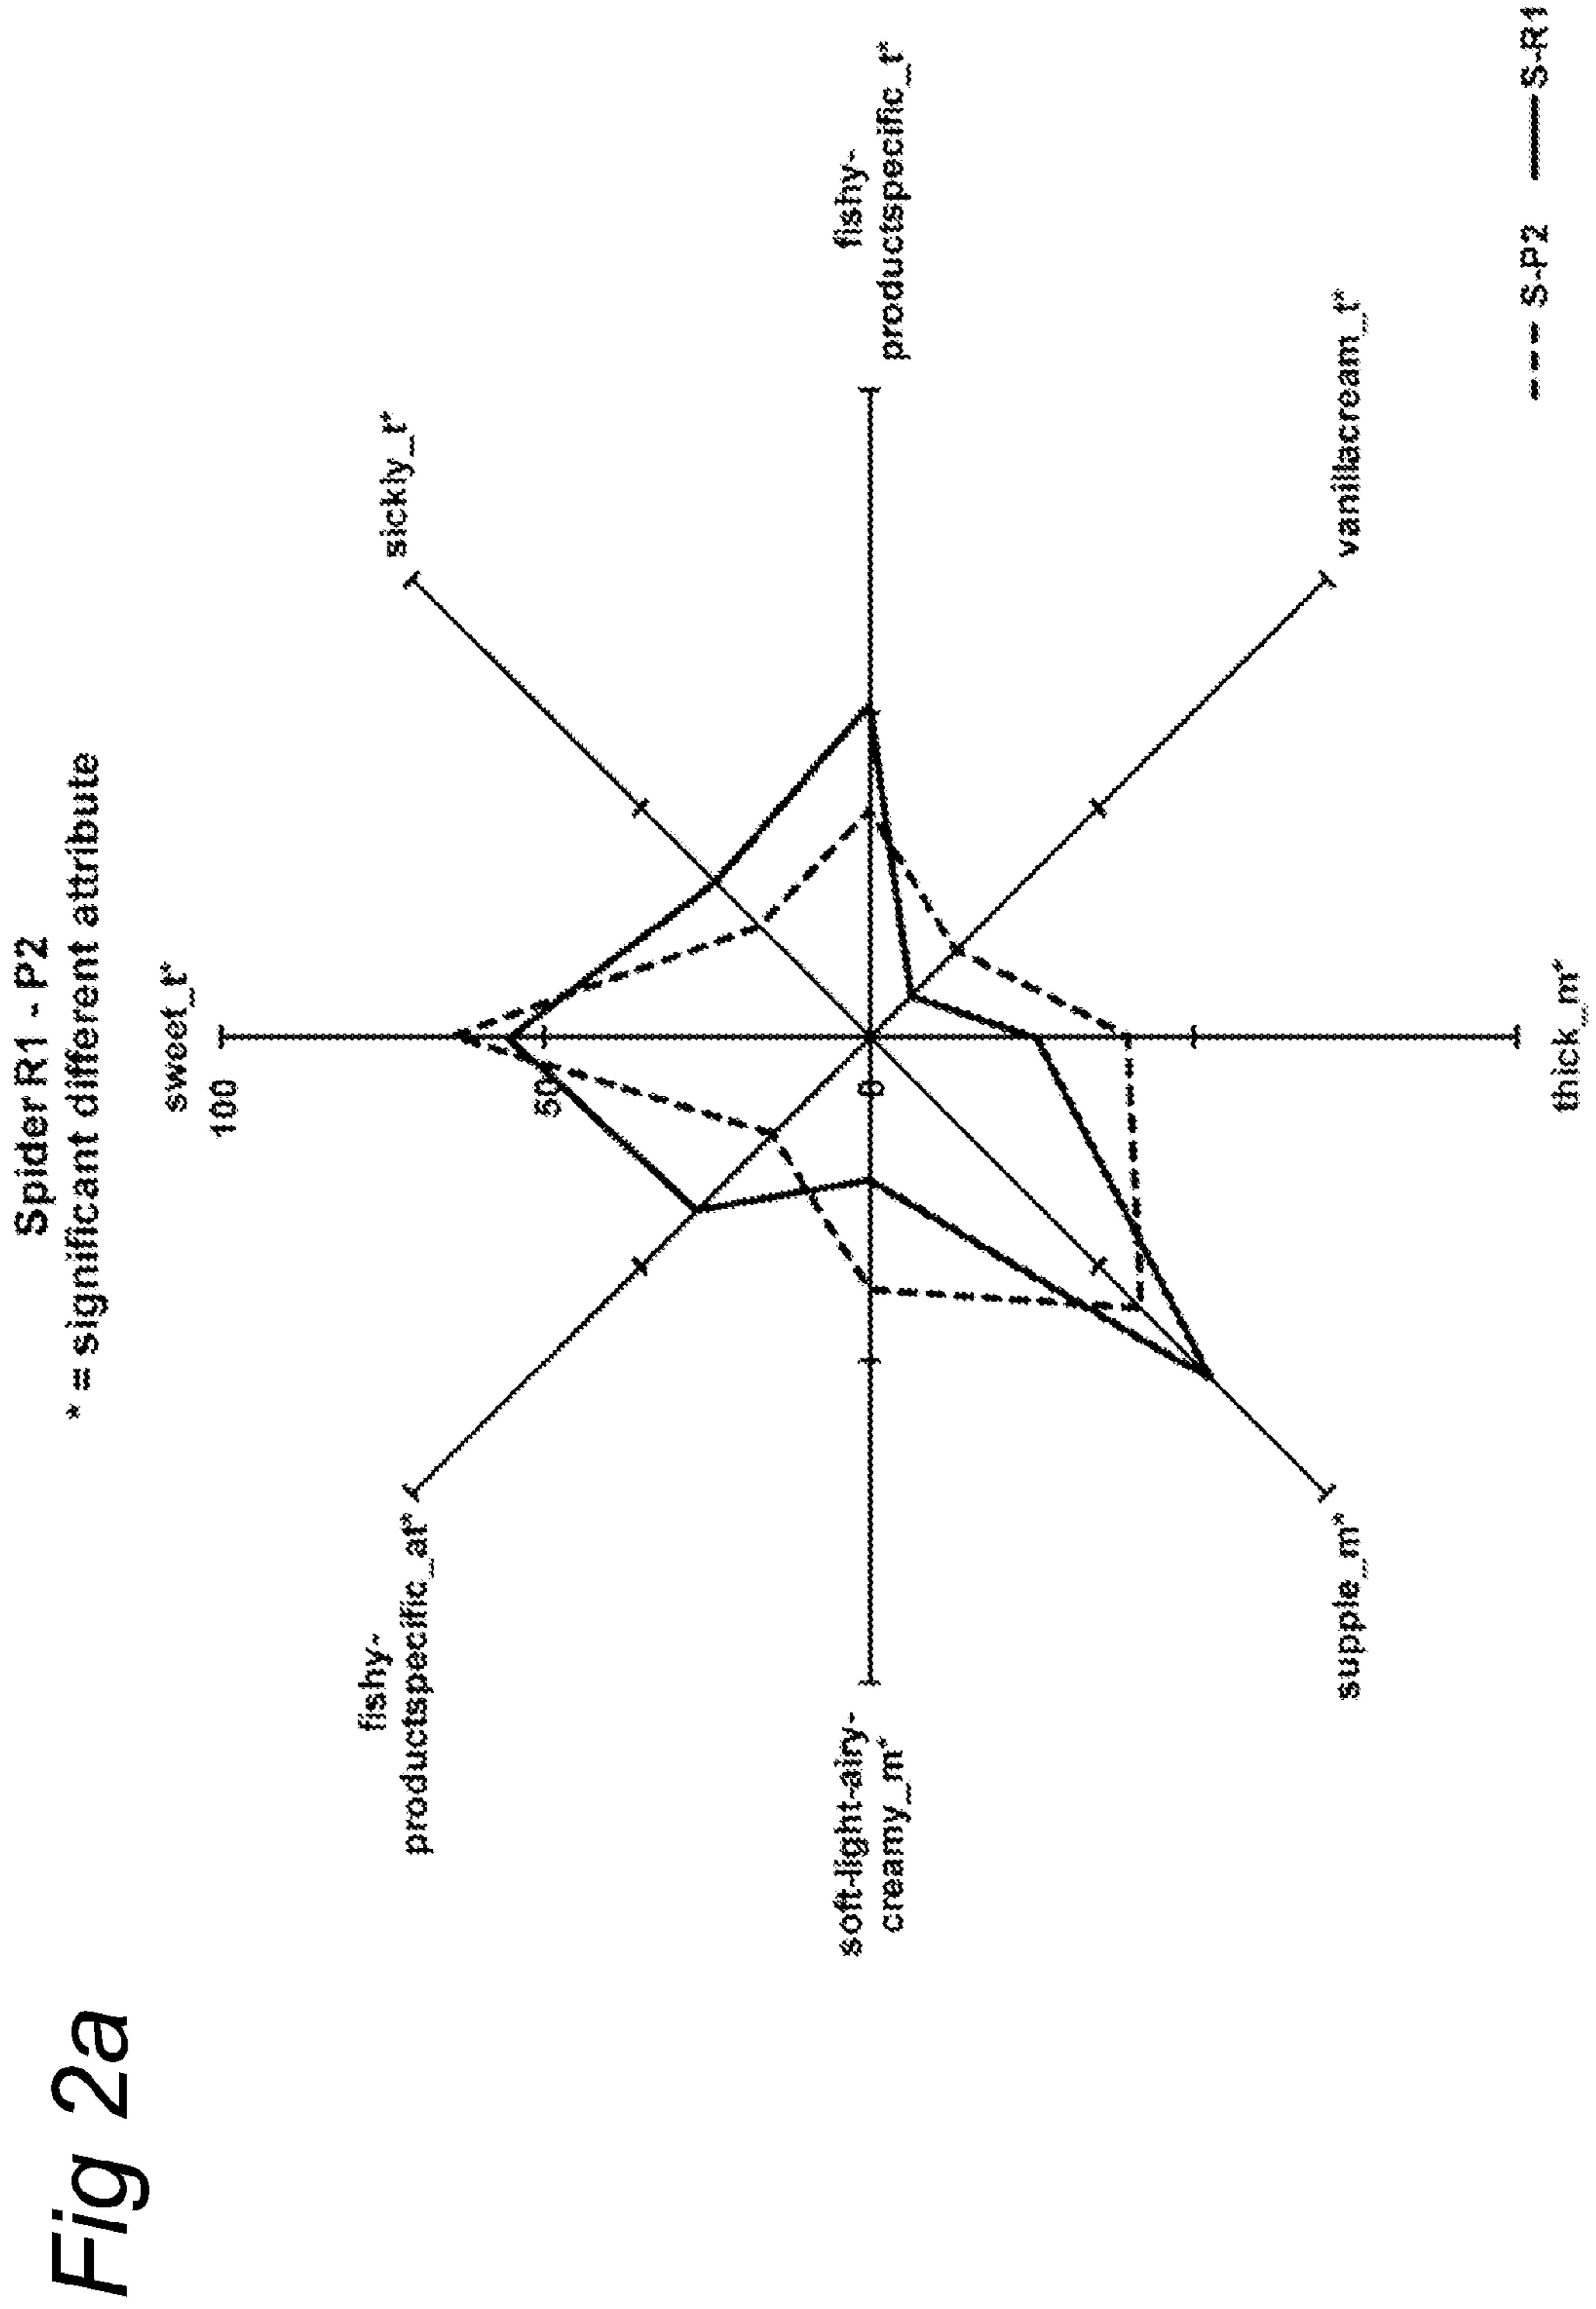 Fig 2a
Spider R1 - P2
* = significant different attribute
sweet_t*
100
50
0
sickly_t*
fishy-
productspecific_t*
vanillacream_t*
thick_m*
supple_m*
soft-light-airy-
creamy_m*
fishy-
productspecific_at*
S-P2
S-R1